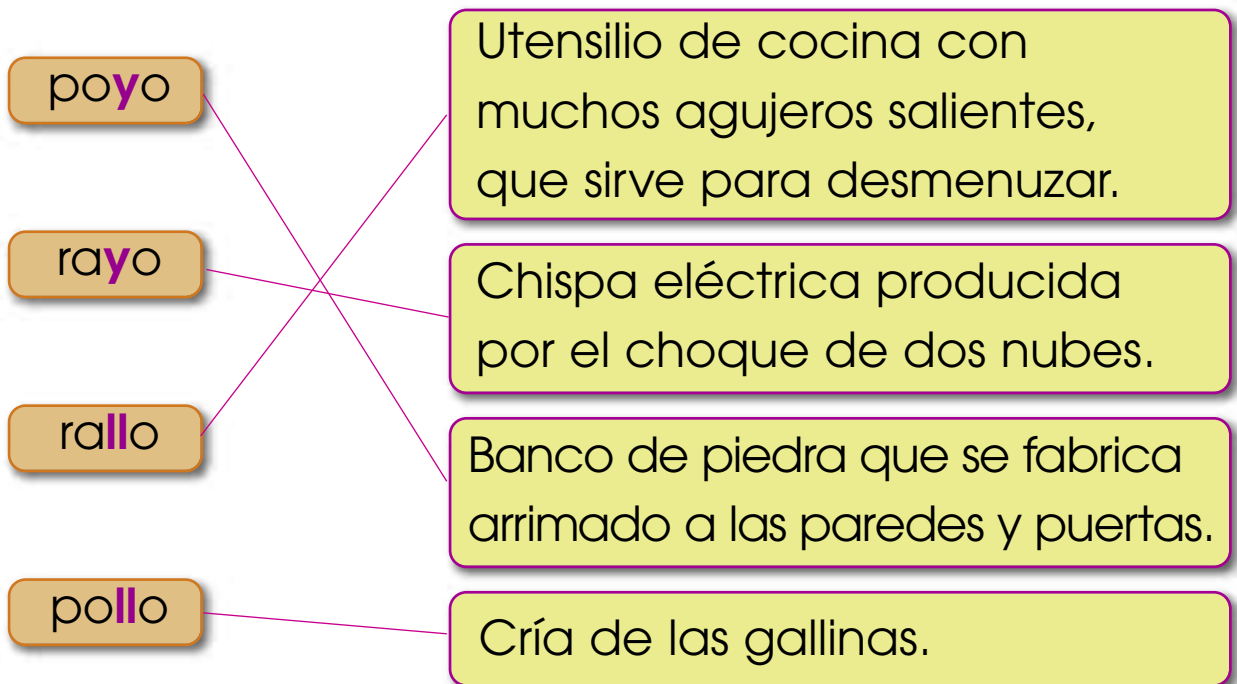 poyo
rayo
rallo
pollo
Utensilio de cocina con
muchos agujeros salientes,
que sirve para desmenuzar.
Chispa eléctrica producida
por el choque de dos nubes.
Banco de piedra que se fabrica
arrimado a las paredes y puertas.
Cría de las gallinas.